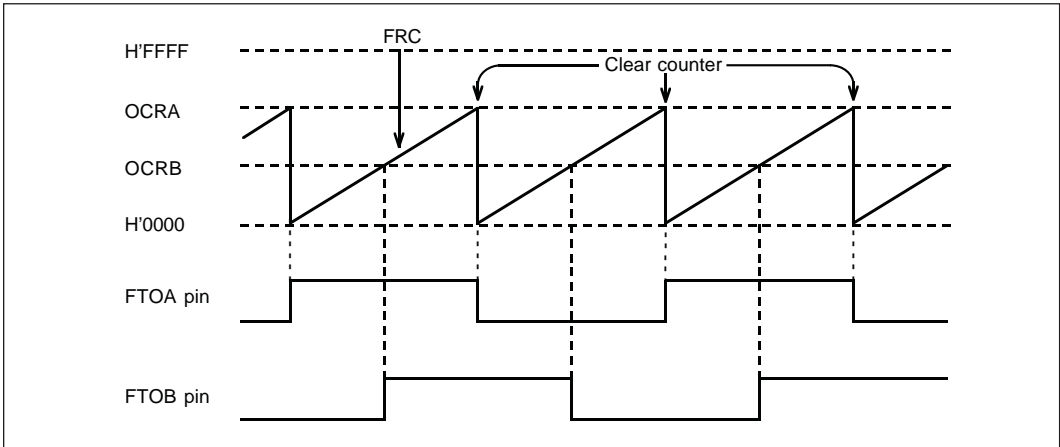 FRC
H'FFFF
Clear counter
OCRA
OCRB
H'0000
FTOA pin
FTOB pin